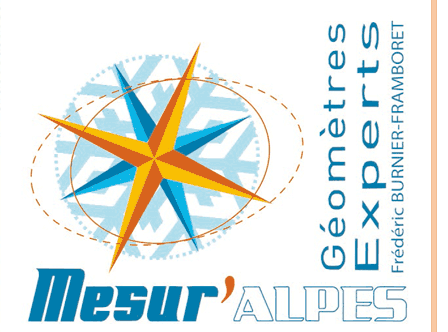 Mesur'ALPES
Géomètres
Experts
Frédéric BURNIER-FRAMBORET